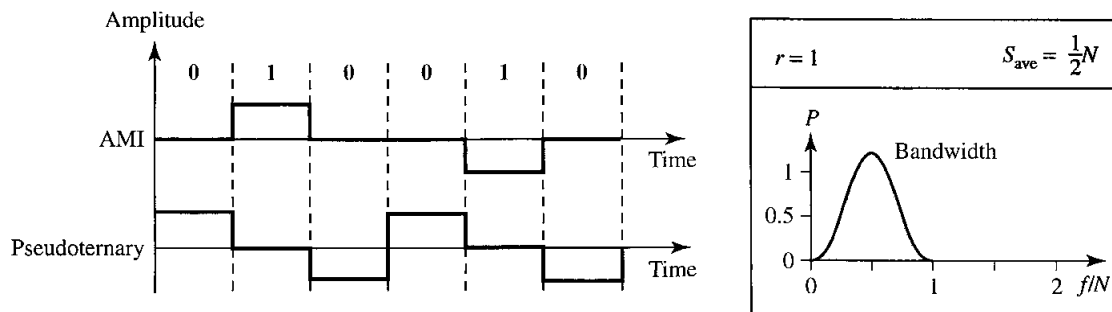 Amplitude
0 1 0 0 1 0
AMI
Time
Pseudoternary
Time
r = 1
S_ave = 1/2 N
P
Bandwidth
1
0.5
0
0 1 2 f/N